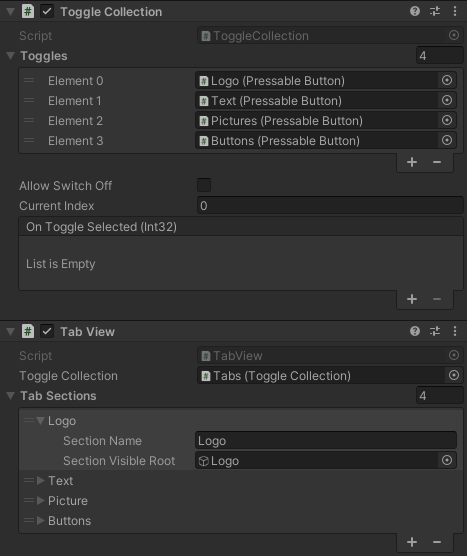 Toggle Collection
Script ToggleCollection
Toggles 4
Element 0 Logo (Pressable Button)
Element 1 Text (Pressable Button)
Element 2 Pictures (Pressable Button)
Element 3 Buttons (Pressable Button)
+ −
Allow Switch Off
Current Index 0
On Toggle Selected (Int32)
List is Empty
+ −
Tab View
Script TabView
Toggle Collection Tabs (Toggle Collection)
Tab Sections 4
Logo
Section Name Logo
Section Visible Root Logo
Text
Picture
Buttons
+ −